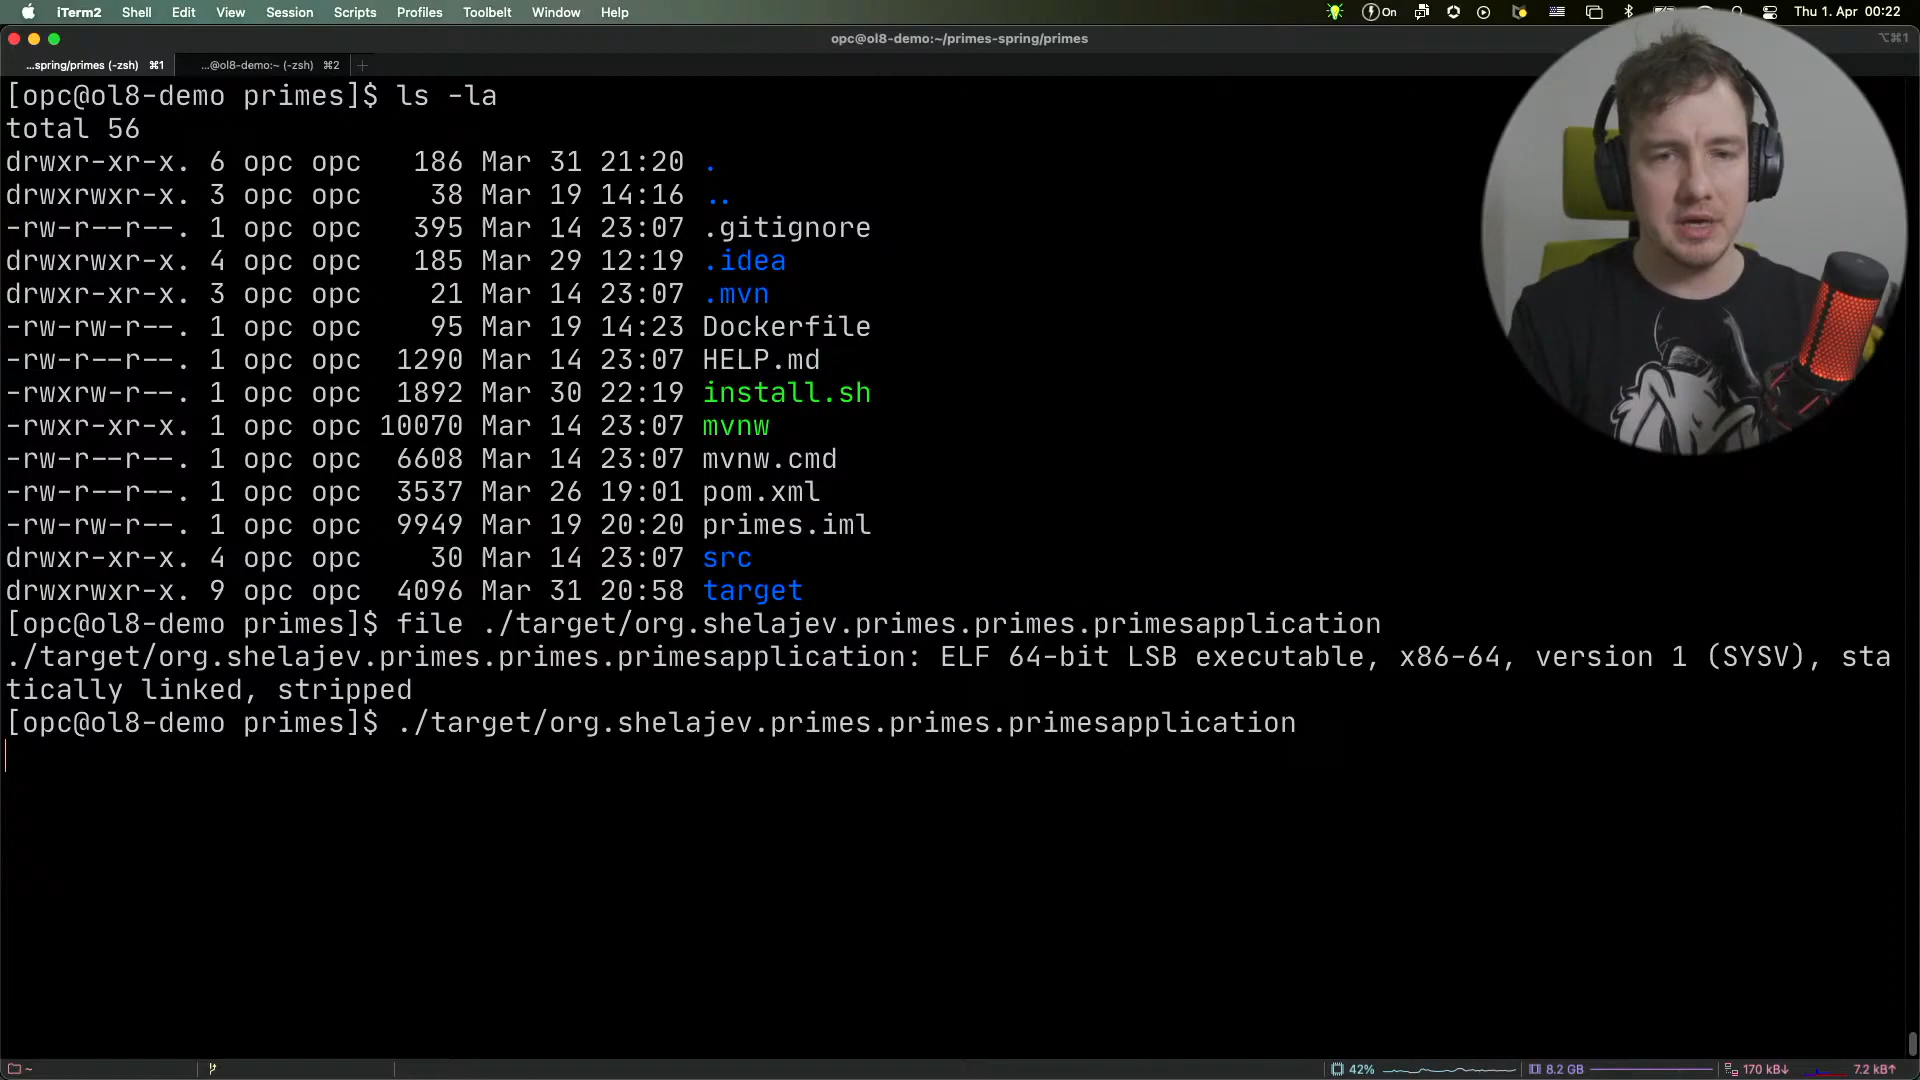 iTerm2 Shell Edit View Session Scripts Profiles Toolbelt Window Help On Thu 1. Apr 00:22
opc@ol8-demo:~/primes-spring/primes ⌥⌘1
...spring/primes (-zsh) ⌘1 ...@ol8-demo:~ (-zsh) ⌘2 +
[opc@ol8-demo primes]$ ls -la
total 56
drwxr-xr-x. 6 opc opc 186 Mar 31 21:20 .
drwxrwxr-x. 3 opc opc 38 Mar 19 14:16 ..
-rw-r--r--. 1 opc opc 395 Mar 14 23:07 .gitignore
drwxrwxr-x. 4 opc opc 185 Mar 29 12:19 .idea
drwxrwxr-x. 3 opc opc 21 Mar 14 23:07 .mvn
-rw-rw-r--. 1 opc opc 95 Mar 19 14:23 Dockerfile
-rw-r--r--. 1 opc opc 1290 Mar 14 23:07 HELP.md
-rwxrw-r--. 1 opc opc 1892 Mar 30 22:19 install.sh
-rwxr-xr-x. 1 opc opc 10070 Mar 14 23:07 mvnw
-rw-r--r--. 1 opc opc 6608 Mar 14 23:07 mvnw.cmd
-rw-r--r--. 1 opc opc 3537 Mar 26 19:01 pom.xml
-rw-rw-r--. 1 opc opc 9949 Mar 19 20:20 primes.iml
drwxr-xr-x. 4 opc opc 30 Mar 14 23:07 src
drwxrwxr-x. 9 opc opc 4096 Mar 31 20:58 target
[opc@ol8-demo primes]$ file ./target/org.shelajev.primes.primes.primesapplication
./target/org.shelajev.primes.primes.primesapplication: ELF 64-bit LSB executable, x86-64, version 1 (SYSV), sta
tically linked, stripped
[opc@ol8-demo primes]$ ./target/org.shelajev.primes.primes.primesapplication
~ 42% 8.2 GB 170 kB↓ 7.2 kB↑